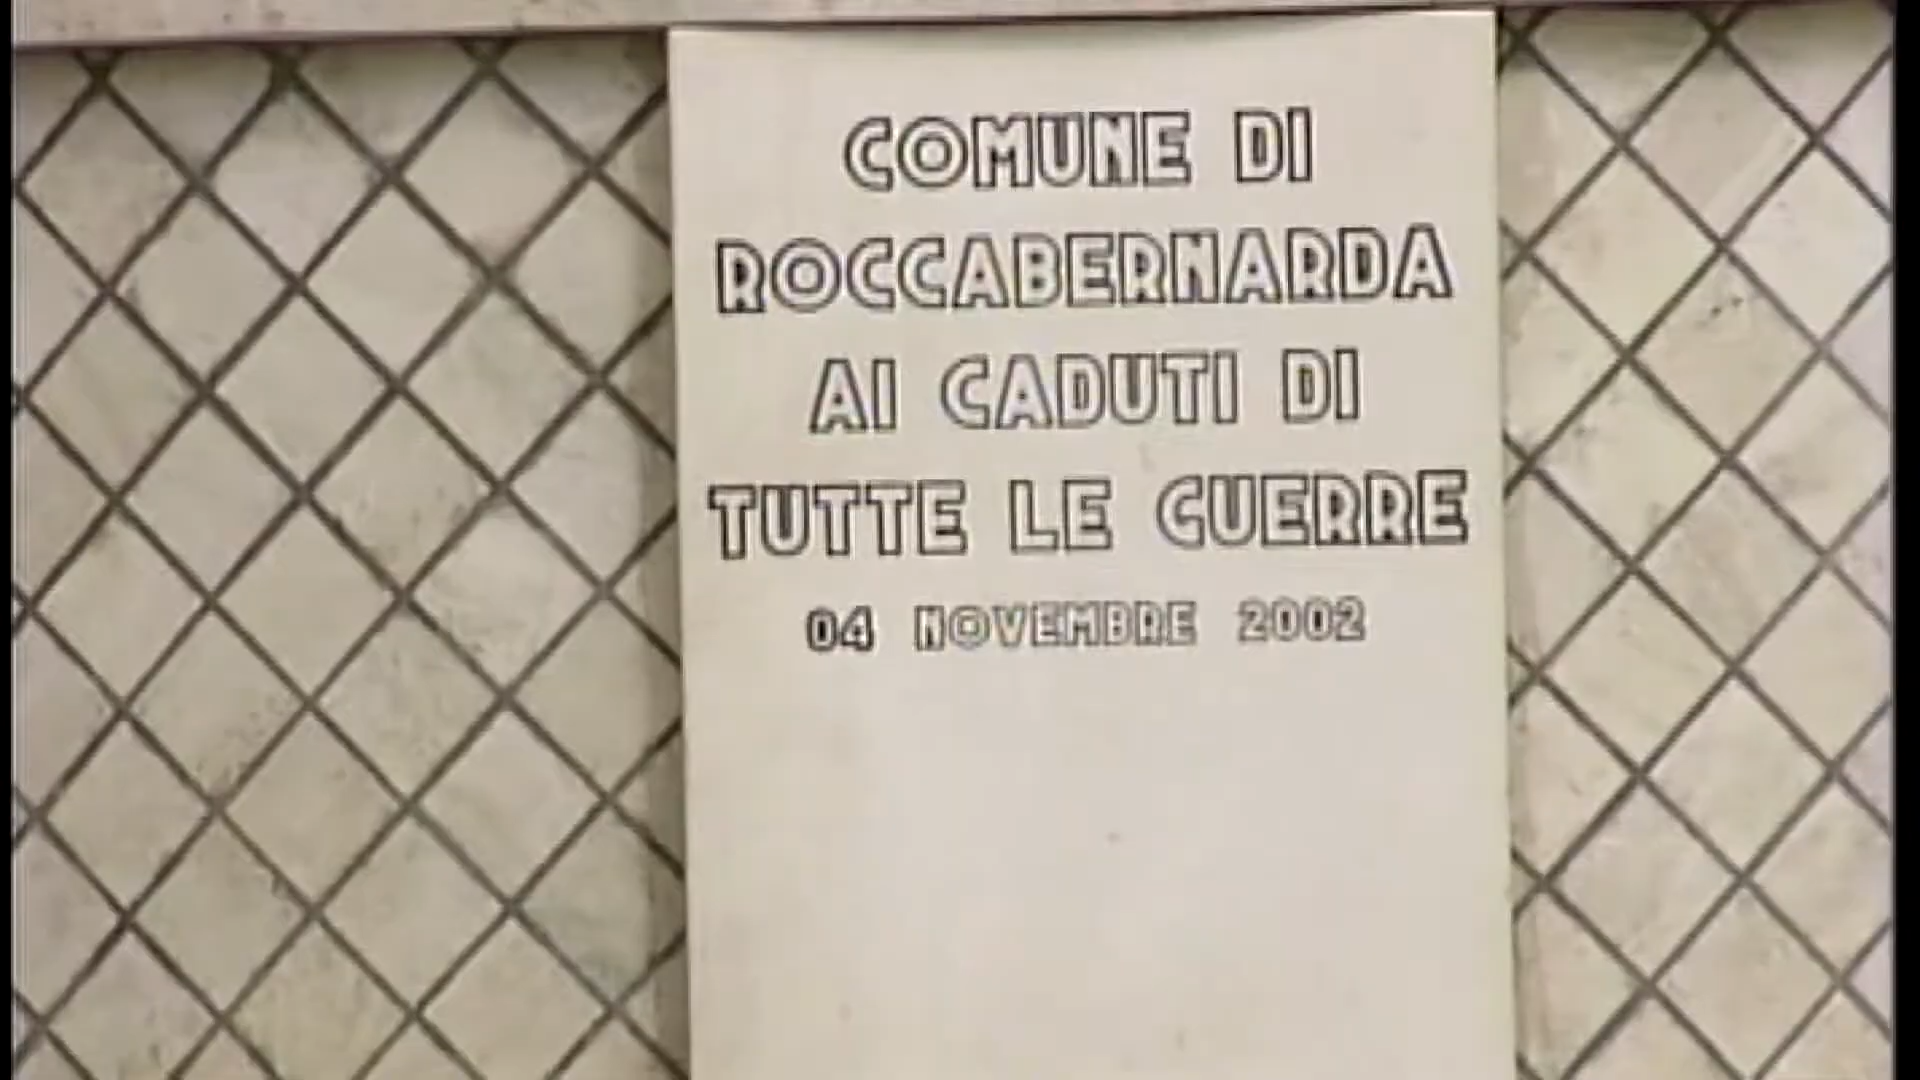 COMUNE DI
ROCCABERNARDA
AI CADUTI DI
TUTTE LE GUERRE
04 NOVEMBRE 2002